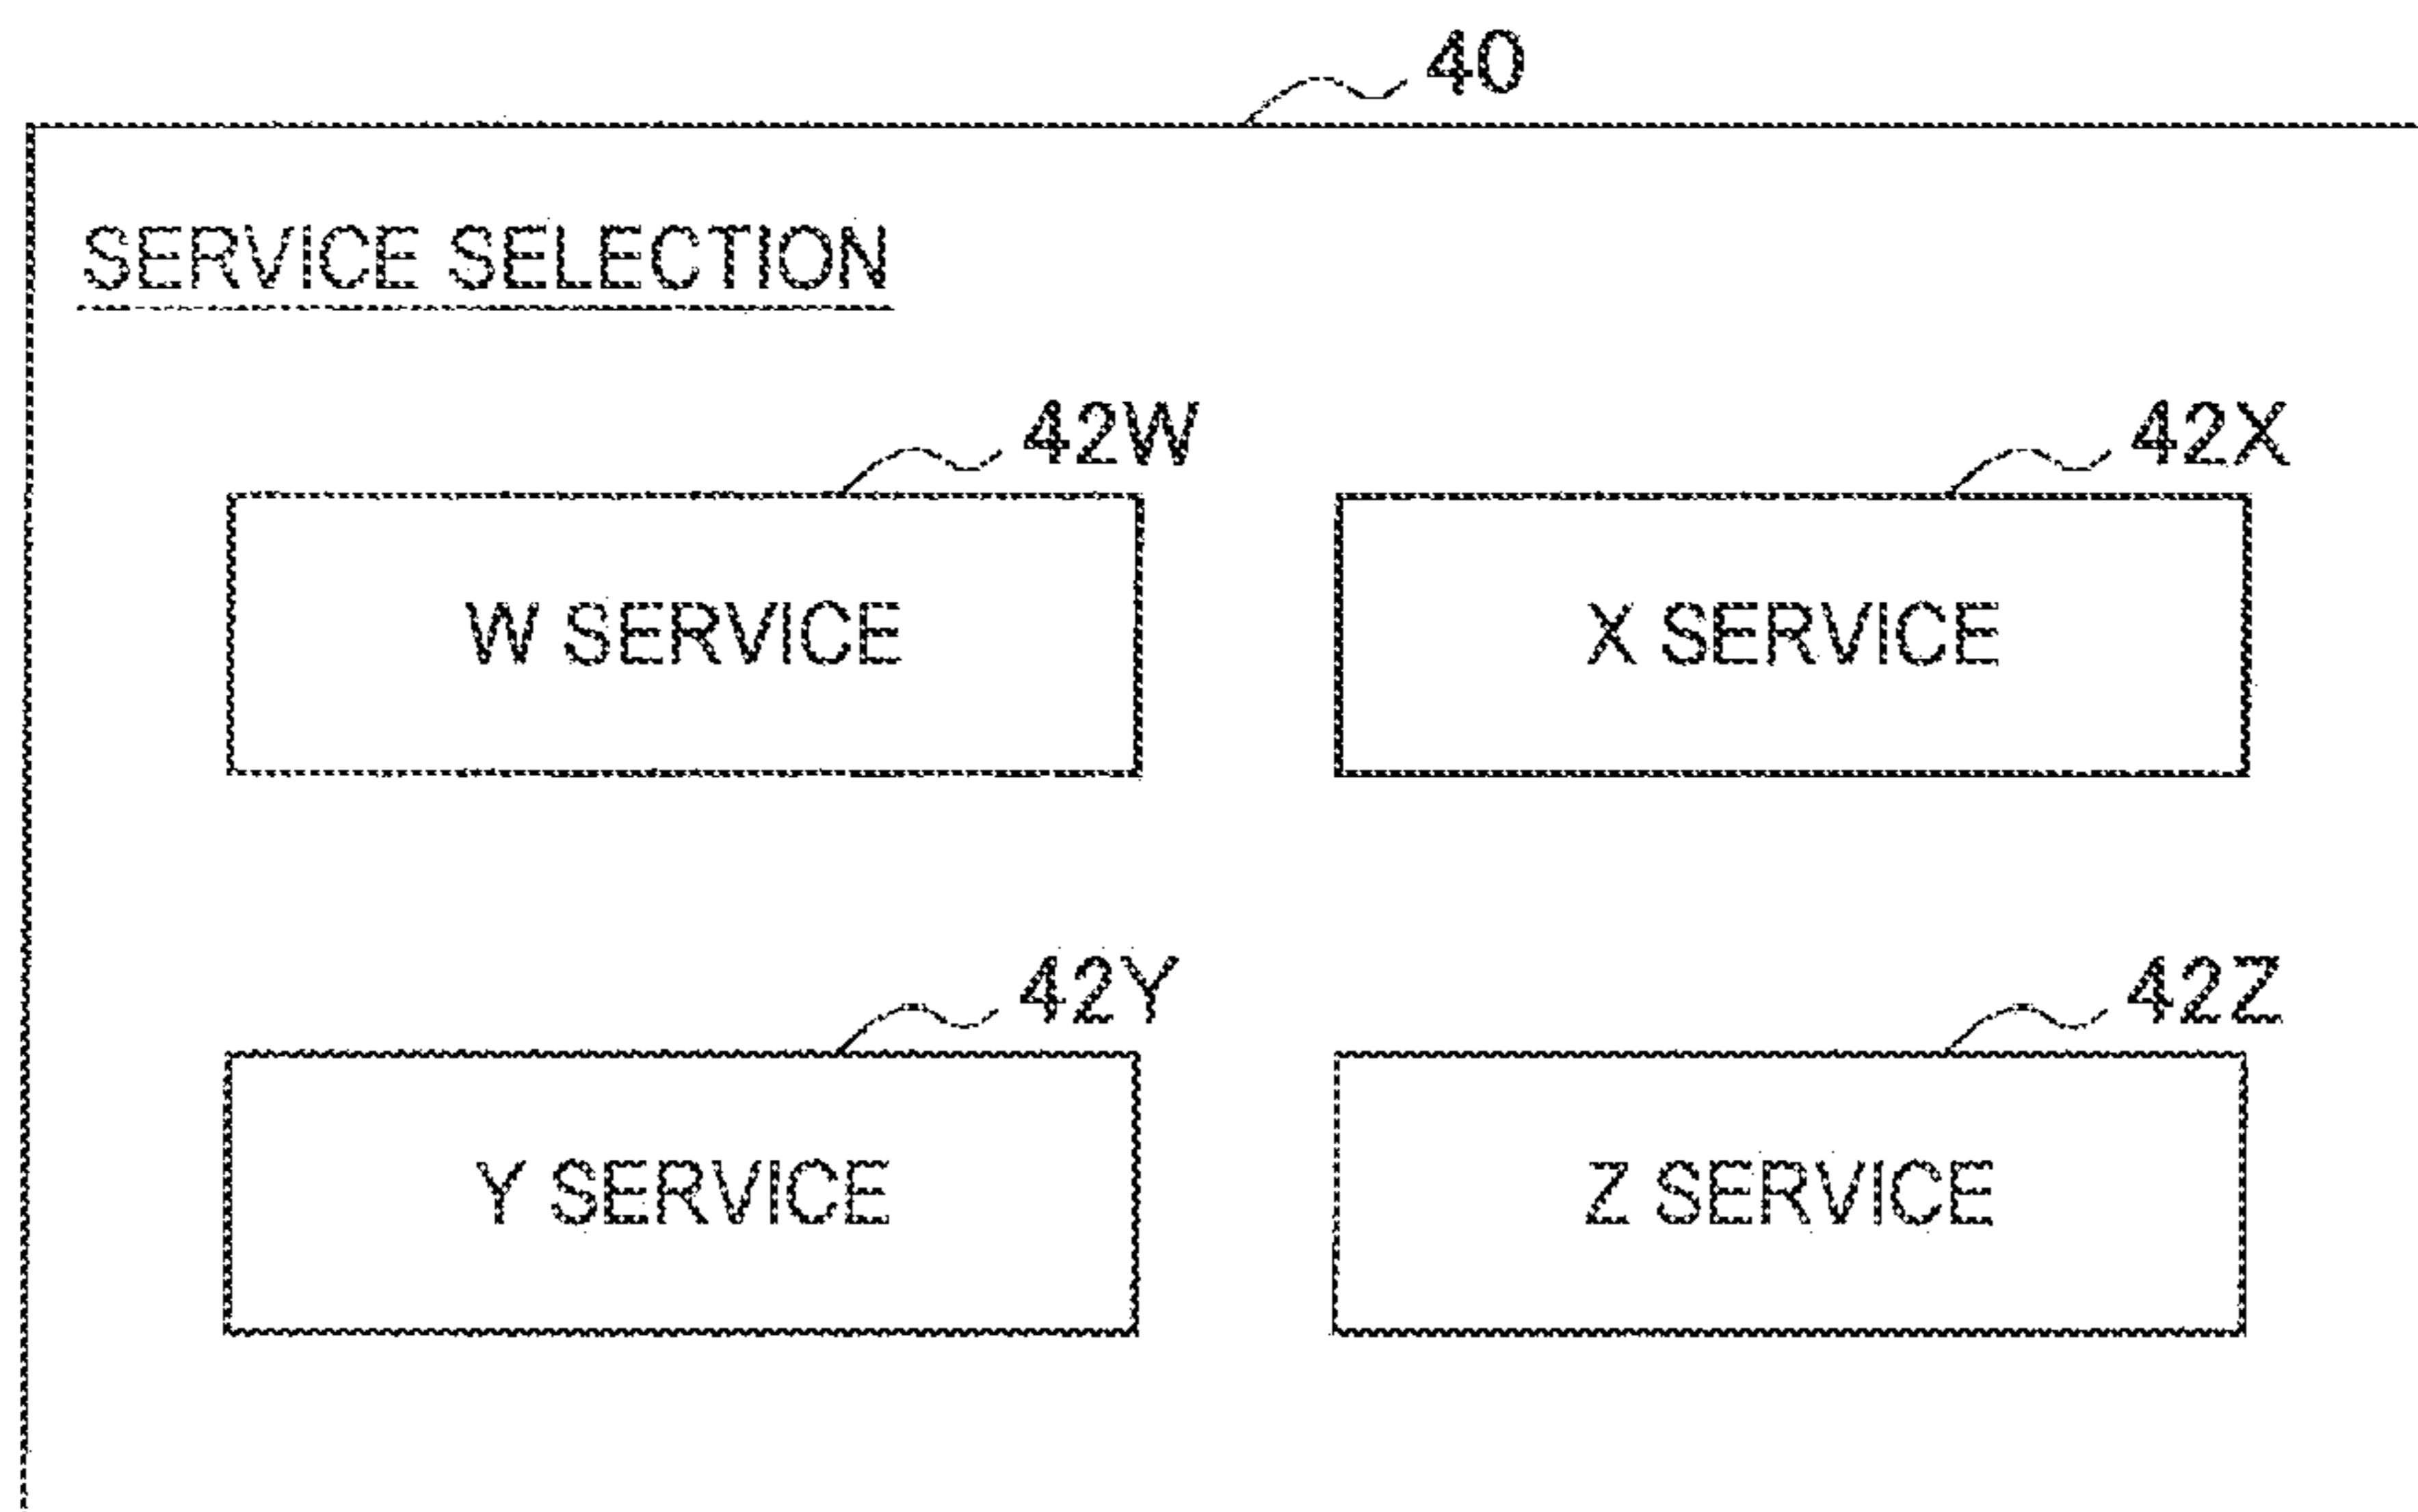 40
SERVICE SELECTION
42W
42X
W SERVICE
X SERVICE
42Y
42Z
Y SERVICE
Z SERVICE